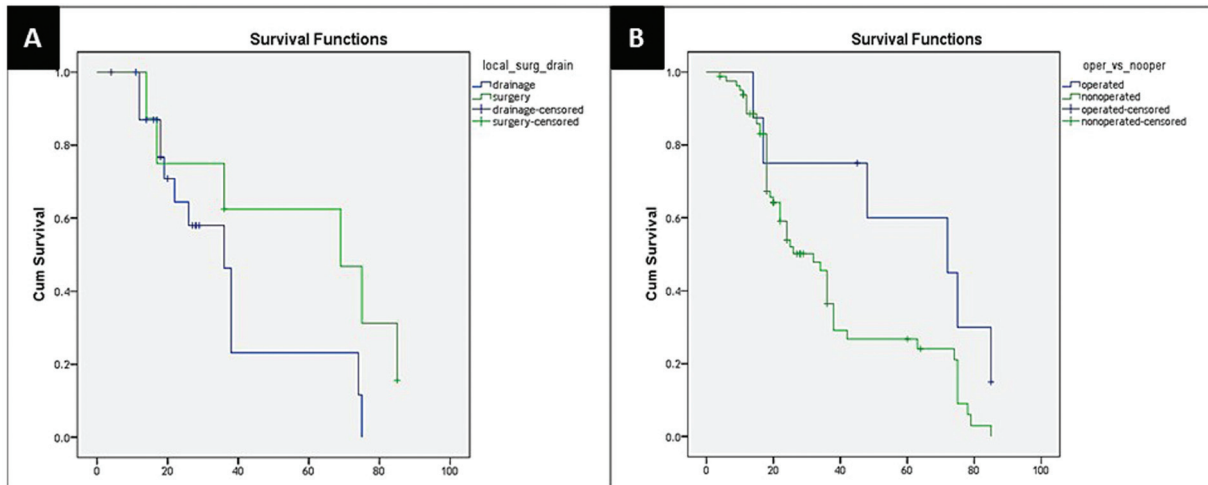 A
Survival Functions
local_surg_drain
drainage
surgery
drainage-censored
surgery-censored
Cum Survival
1.0
0.8
0.6
0.4
0.2
0.0
0 20 40 60 80 100
B
Survival Functions
oper_vs_nooper
operated
nonoperated
operated-censored
nonoperated-censored
Cum Survival
1.0
0.8
0.6
0.4
0.2
0.0
0 20 40 60 80 100